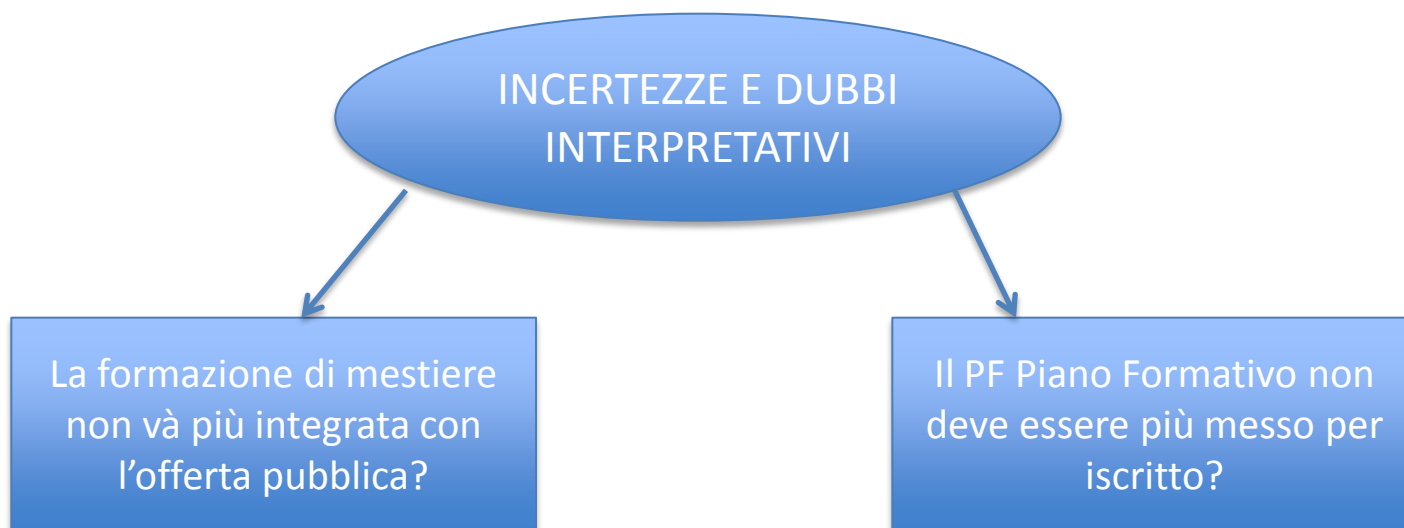 INCERTEZZE E DUBBI
INTERPRETATIVI
La formazione di mestiere
non và più integrata con
l’offerta pubblica?
Il PF Piano Formativo non
deve essere più messo per
iscritto?